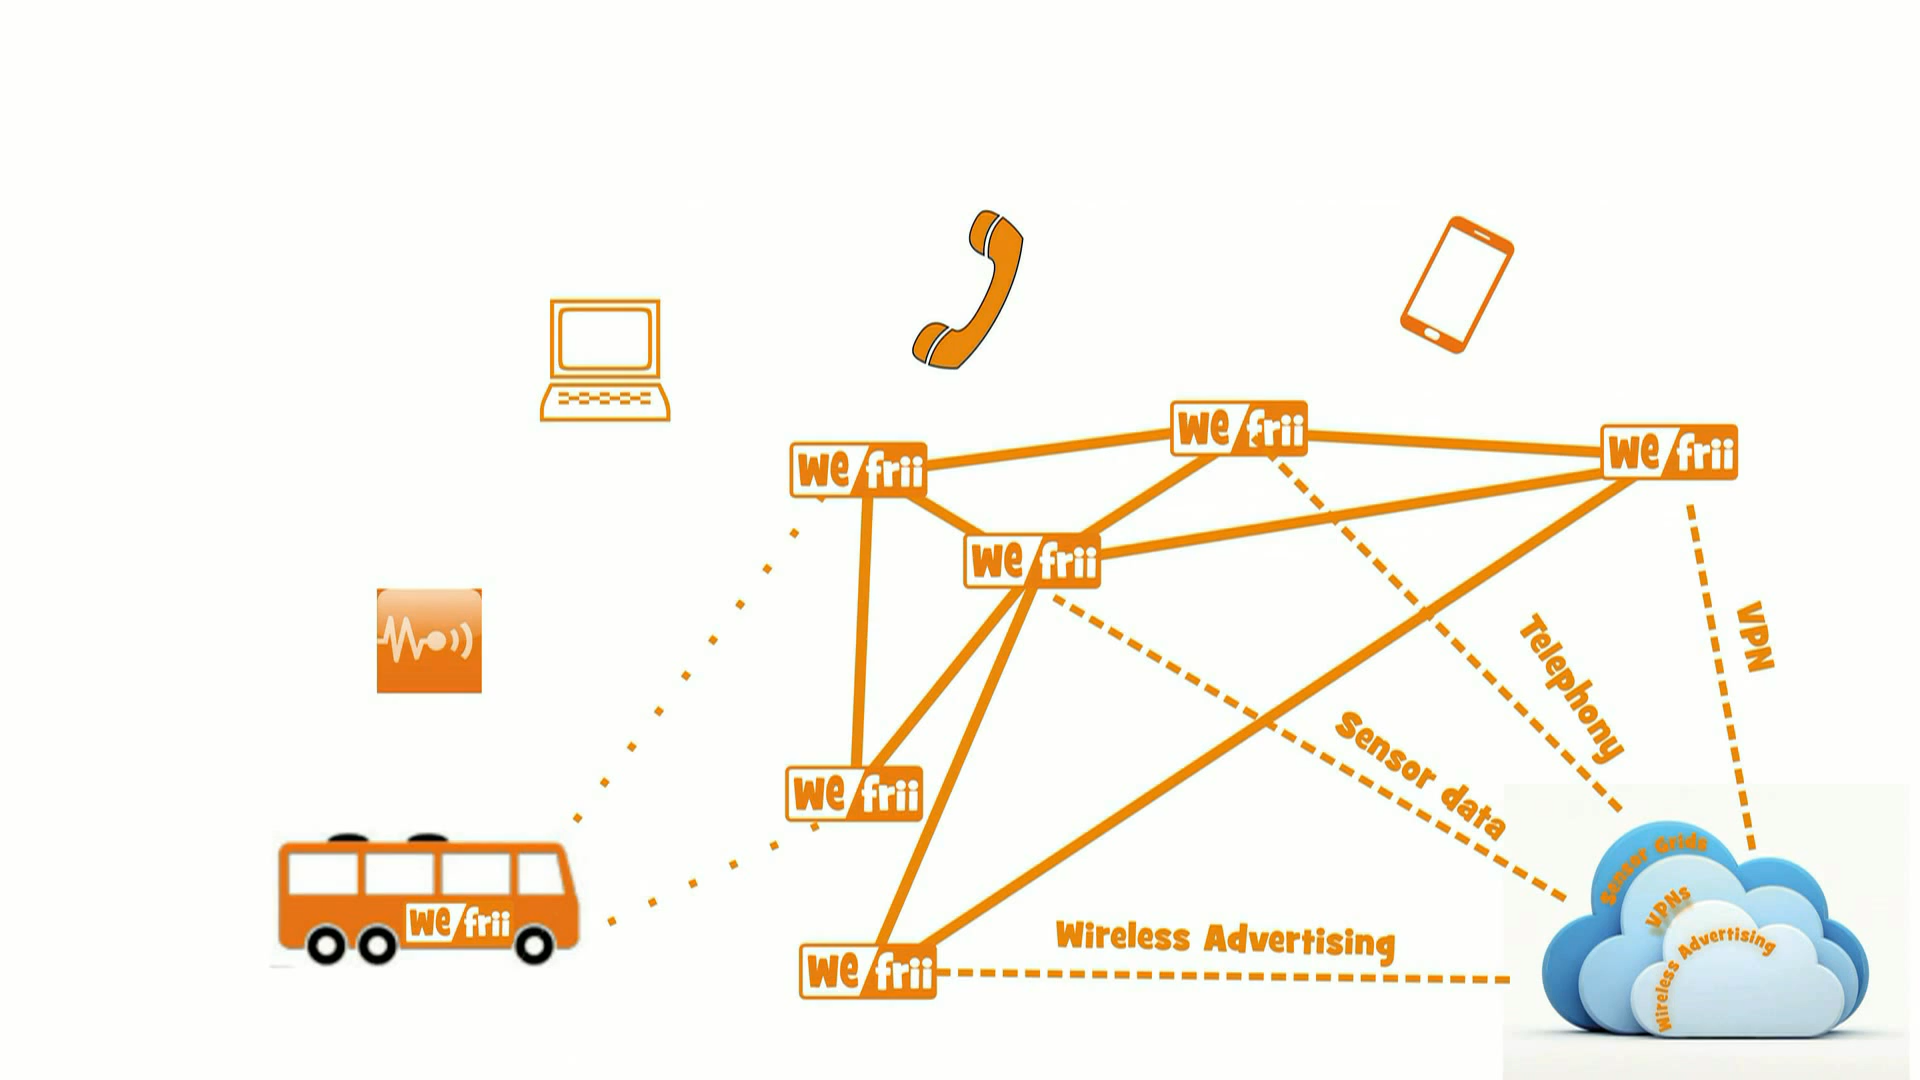 we frii
we frii
we frii
we frii
VPN
Telephony
Sensor data
we frii
we frii
we frii
Wireless Advertising
Sensor Grids
VPNs
Wireless Advertising